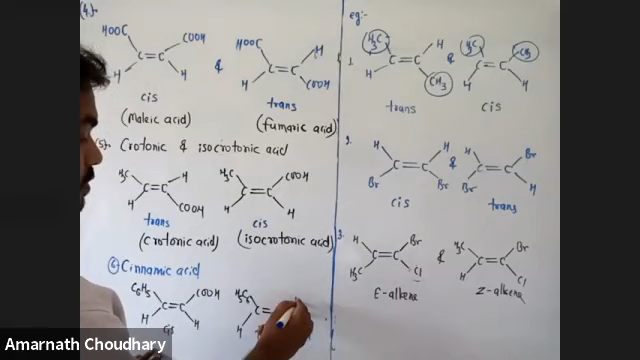 (4.)
HOOC COOH
C=C
H H
cis
(Maleic acid)
&
HOOC H
C=C
H COOH
trans
(fumaric acid)
(5). Crotonic & isocrotonic acid
H3C H
C=C
H COOH
trans
(Crotonic acid)
H3C COOH
C=C
H H
cis
(isocrotonic acid)
(6) Cinnamic acid
C6H5 COOH
C=C
H H
cis
H5C6
C=
H
eg:-
1.
H3C H
C=C
H CH3
trans
&
H3C CH3
C=C
H H
cis
2.
H H
C=C
Br Br
cis
&
H Br
C=C
Br H
trans
3.
H Br
C=C
H3C Cl
E-alkene
&
H3C Br
C=C
H Cl
Z-alkene
Amarnath Choudhary